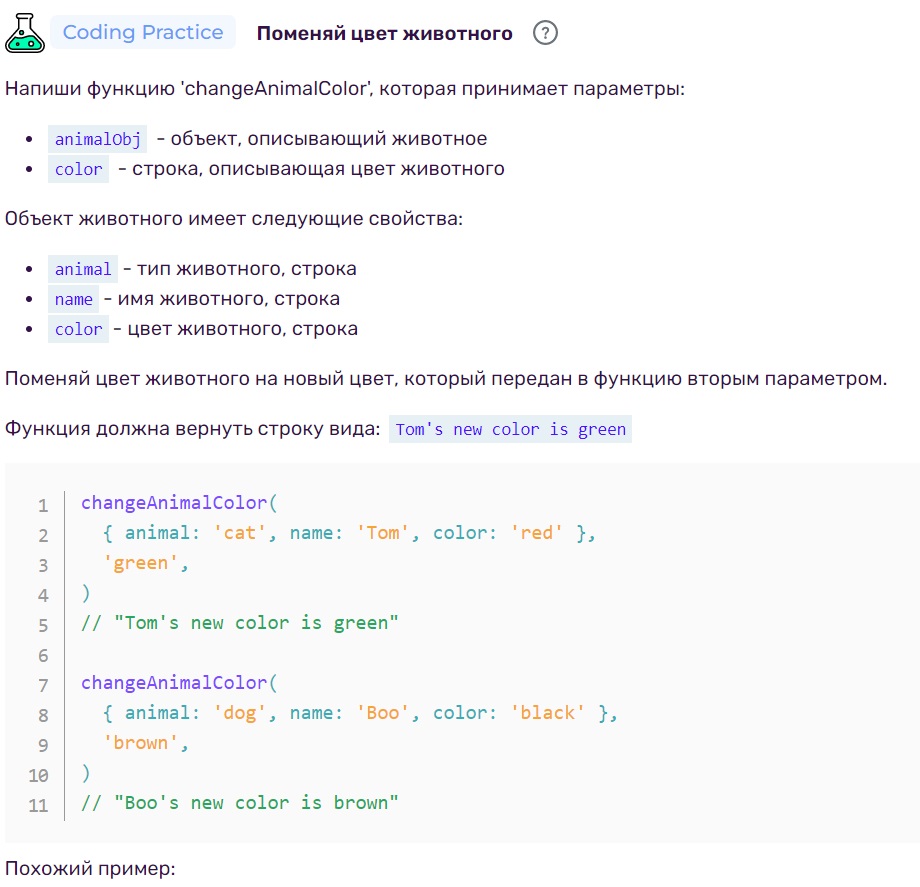 Coding Practice Поменяй цвет животного ?
Напиши функцию 'changeAnimalColor', которая принимает параметры:
• animalObj - объект, описывающий животное
• color - строка, описывающая цвет животного
Объект животного имеет следующие свойства:
• animal - тип животного, строка
• name - имя животного, строка
• color - цвет животного, строка
Поменяй цвет животного на новый цвет, который передан в функцию вторым параметром.
Функция должна вернуть строку вида: Tom's new color is green
1 changeAnimalColor(
2   { animal: 'cat', name: 'Tom', color: 'red' },
3   'green',
4 )
5 // "Tom's new color is green"
6
7 changeAnimalColor(
8   { animal: 'dog', name: 'Boo', color: 'black' },
9   'brown',
10 )
11 // "Boo's new color is brown"
Похожий пример: